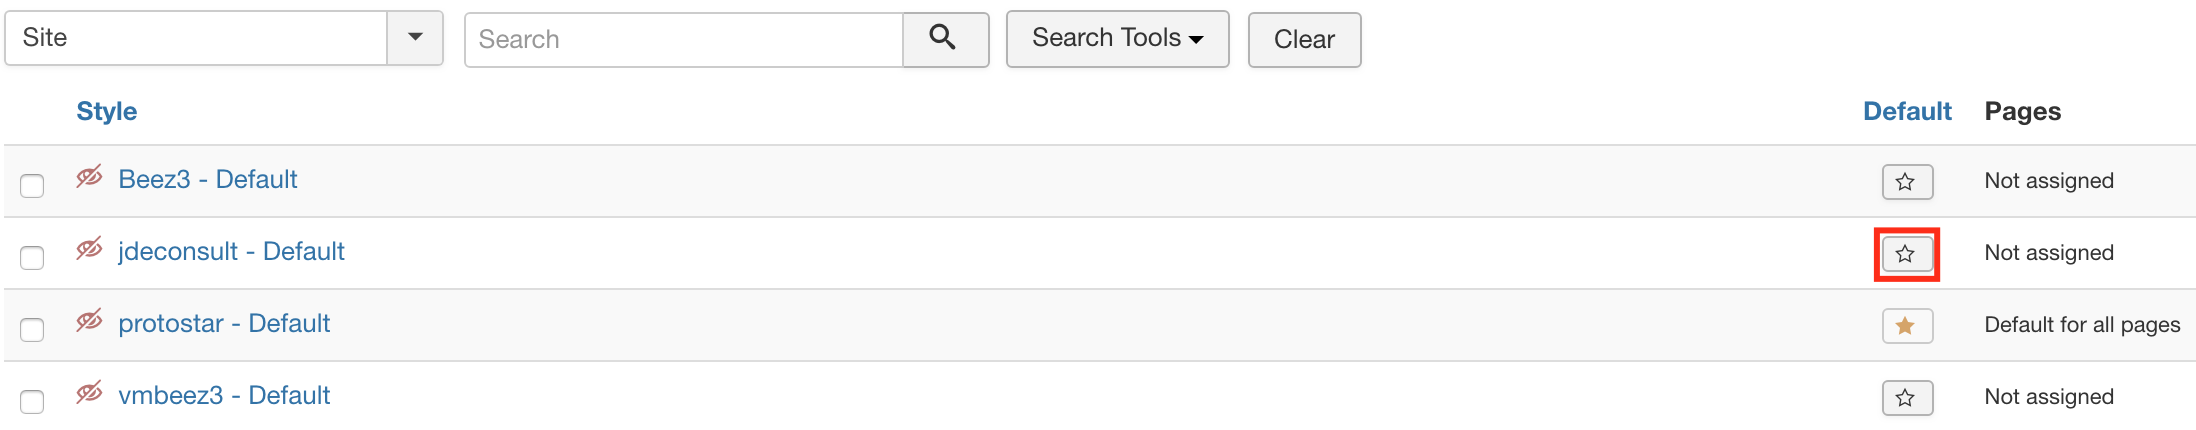 Site Search Search Tools Clear
Style Default Pages
Beez3 - Default Not assigned
jdeconsult - Default Not assigned
protostar - Default Default for all pages
vmbeez3 - Default Not assigned